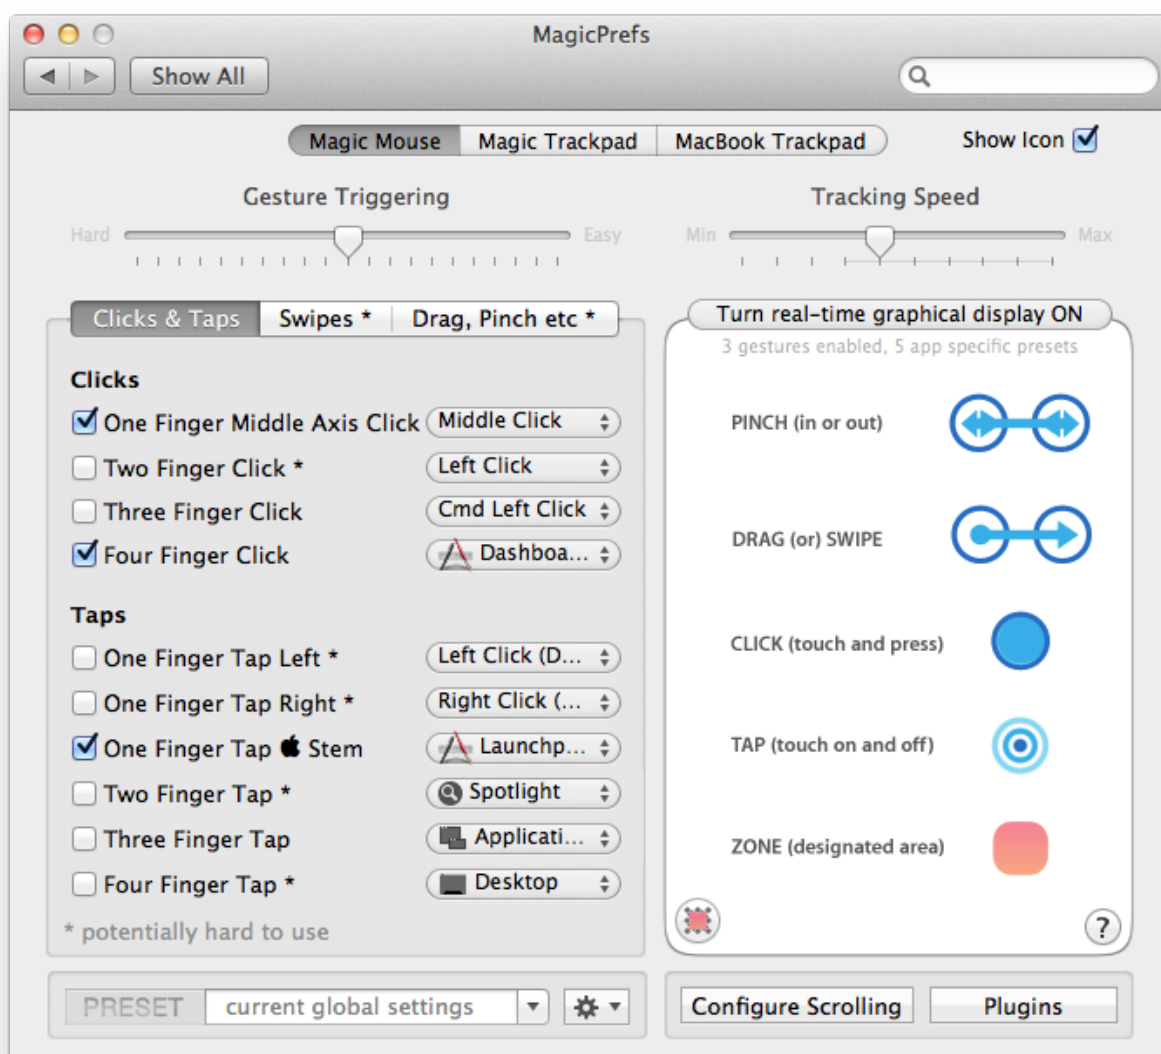 MagicPrefs
Show All
Magic Mouse Magic Trackpad MacBook Trackpad Show Icon
Gesture Triggering
Hard Easy
Tracking Speed
Min Max
Clicks & Taps Swipes * Drag, Pinch etc *
Clicks
One Finger Middle Axis Click Middle Click
Two Finger Click * Left Click
Three Finger Click Cmd Left Click
Four Finger Click Dashboa...
Taps
One Finger Tap Left * Left Click (D...
One Finger Tap Right * Right Click (...
One Finger Tap Stem Launchp...
Two Finger Tap * Spotlight
Three Finger Tap Applicati...
Four Finger Tap * Desktop
* potentially hard to use
Turn real-time graphical display ON
3 gestures enabled, 5 app specific presets
PINCH (in or out)
DRAG (or) SWIPE
CLICK (touch and press)
TAP (touch on and off)
ZONE (designated area)
?
PRESET current global settings
Configure Scrolling Plugins